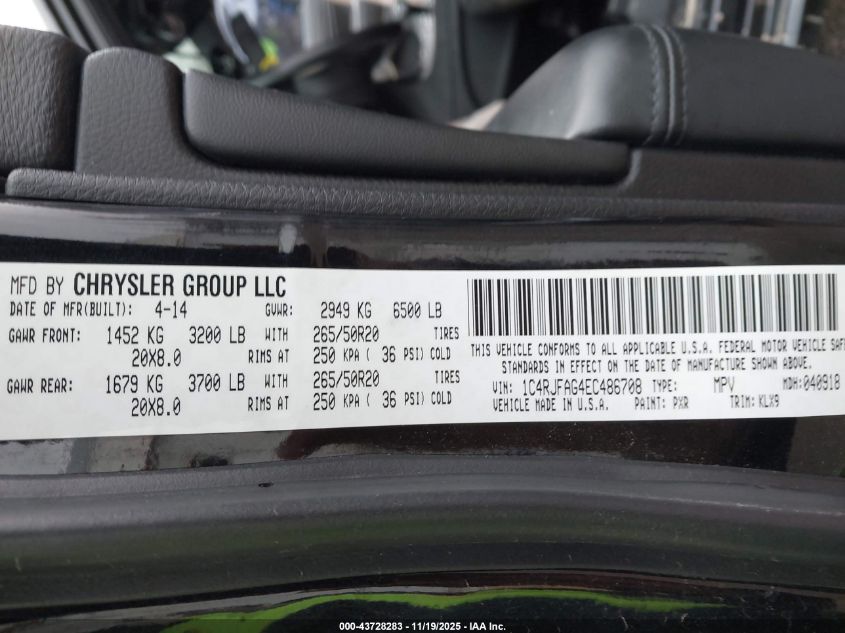 MFD BY CHRYSLER GROUP LLC
DATE OF MFR(BUILT): 4-14 GVWR: 2949 KG 6500 LB
GAWR FRONT: 1452 KG 3200 LB WITH 265/50R20 TIRES
20X8.0 RIMS AT 250 KPA ( 36 PSI) COLD
GAWR REAR: 1679 KG 3700 LB WITH 265/50R20 TIRES
20X8.0 RIMS AT 250 KPA ( 36 PSI) COLD
THIS VEHICLE CONFORMS TO ALL APPLICABLE U.S.A. FEDERAL MOTOR VEHICLE SAFE
STANDARDS IN EFFECT ON THE DATE OF MANUFACTURE SHOWN ABOVE.
VIN: 1C4RJFAG4EC486708 TYPE: MPV MDH: 040918
VEHICLE MADE IN U.S.A. PAINT: PXR TRIM: KLX9
000-43728283 - 11/19/2025 - IAA Inc.